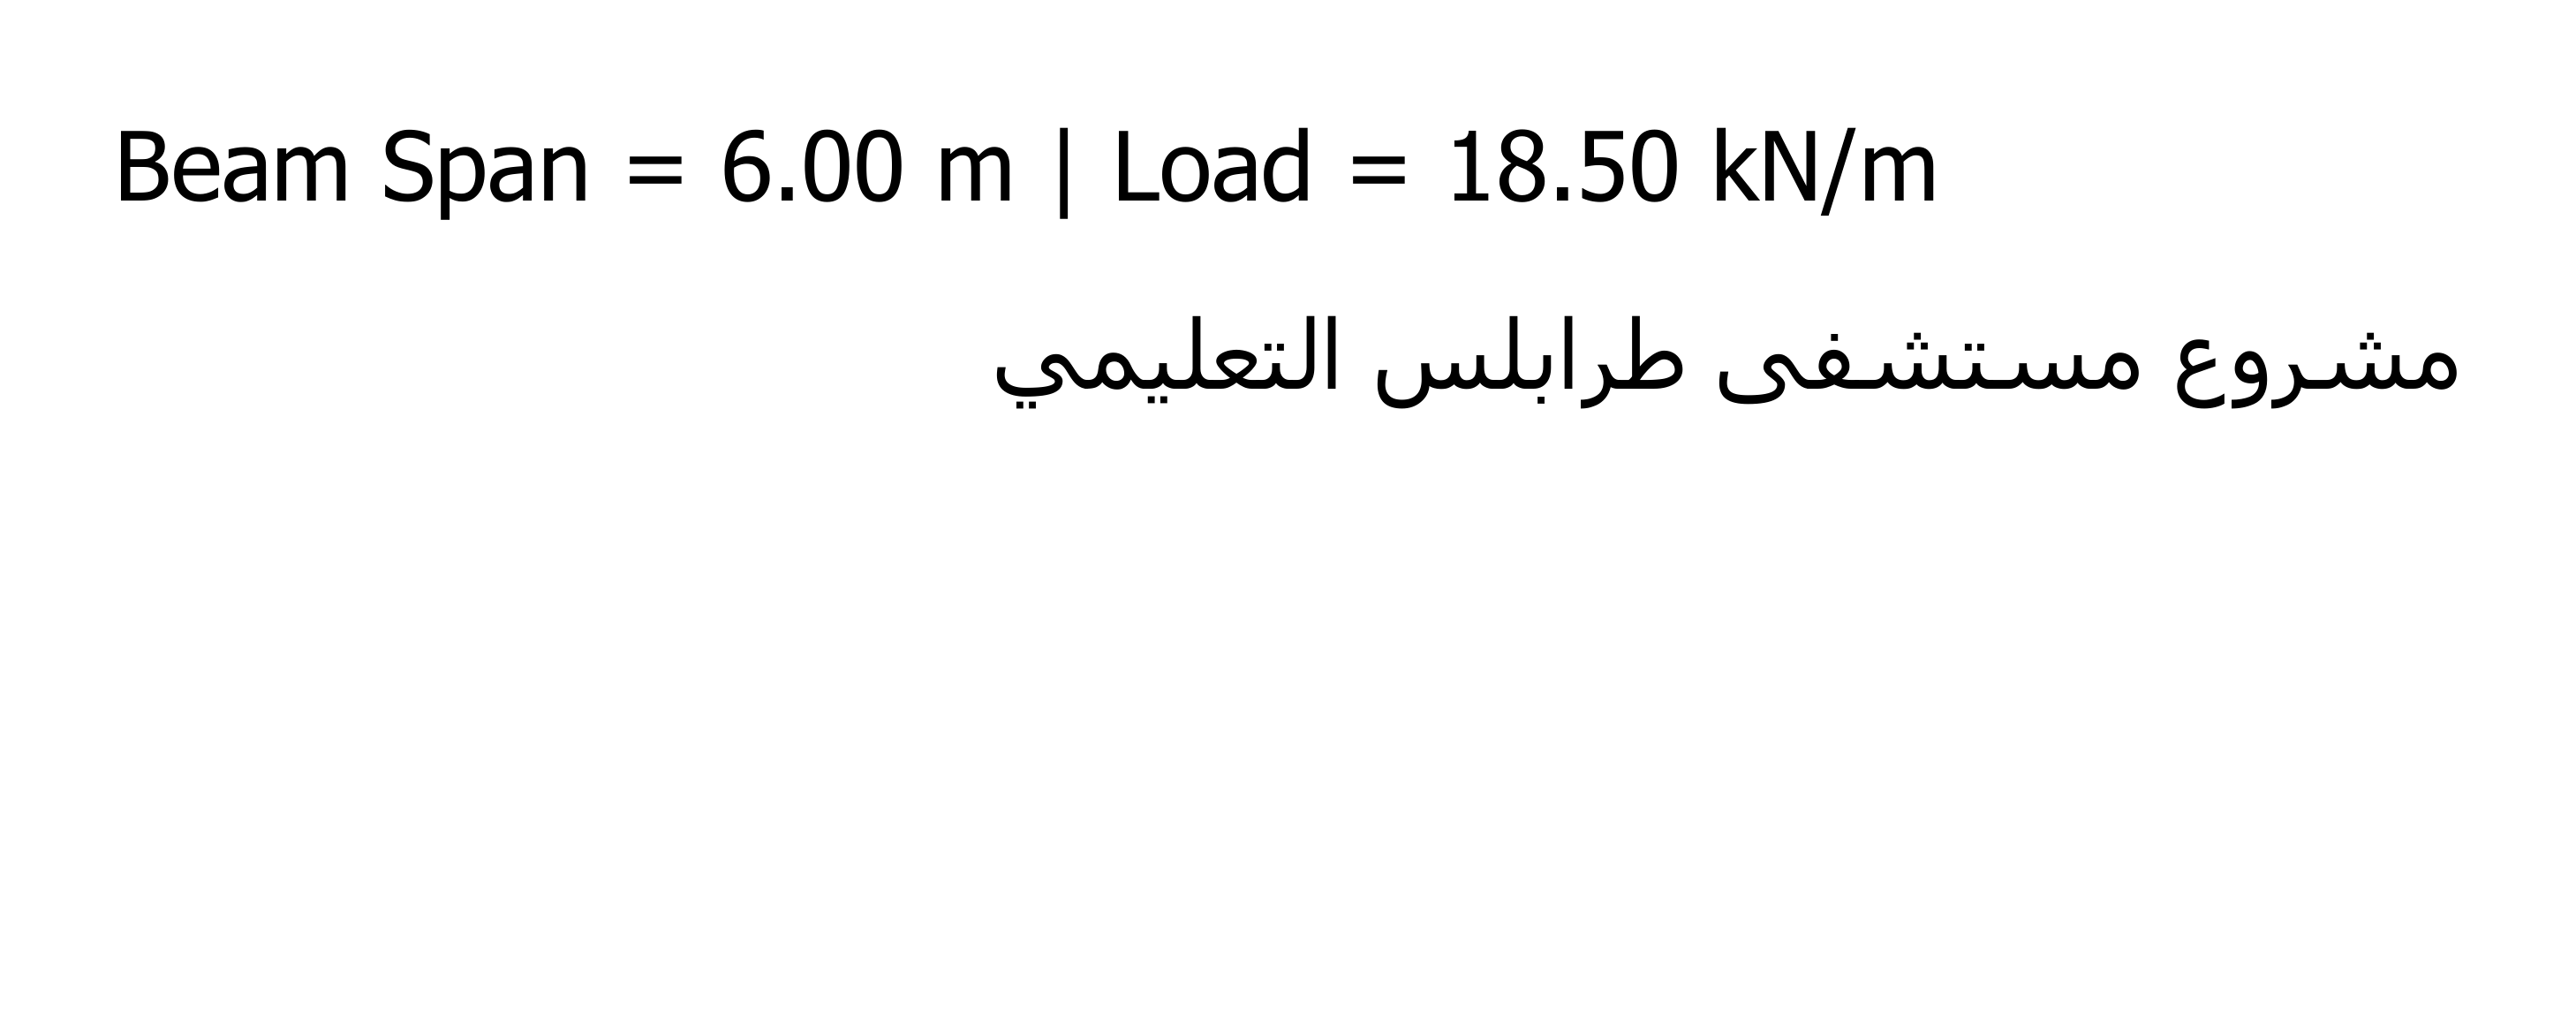 Beam Span = 6.00 m | Load = 18.50 kN/m
مشروع مستشفى طرابلس التعليمي